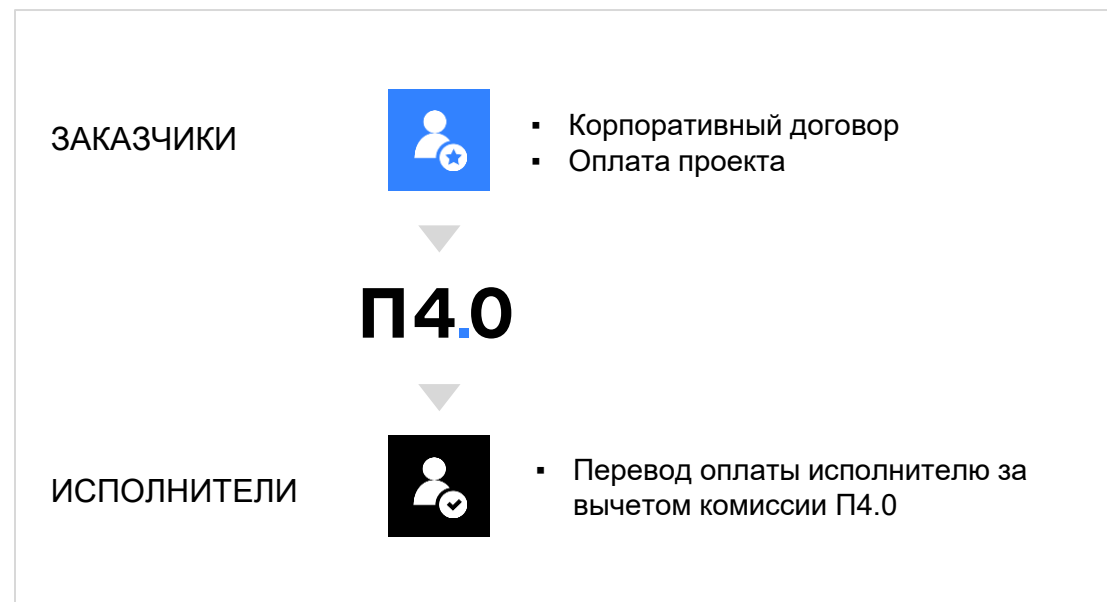 ЗАКАЗЧИКИ
▪ Корпоративный договор
▪ Оплата проекта
П4.0
ИСПОЛНИТЕЛИ
▪ Перевод оплаты исполнителю за
вычетом комиссии П4.0